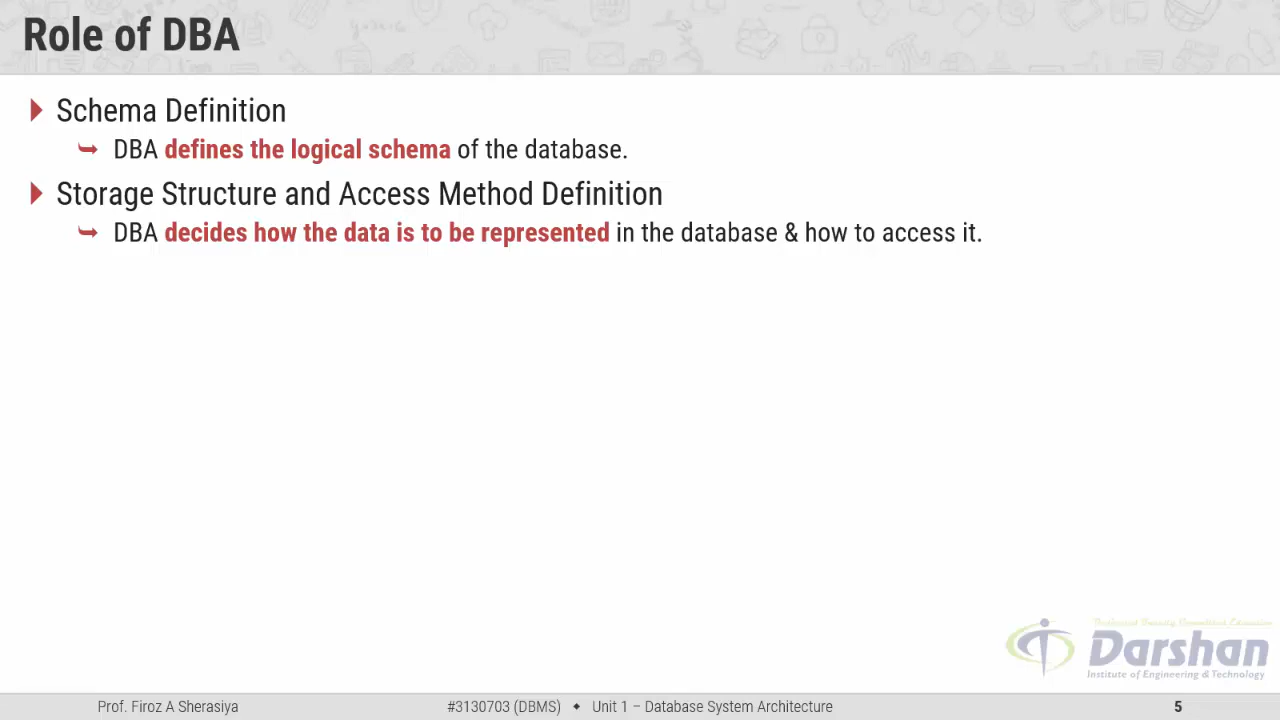 Role of DBA
Schema Definition
DBA defines the logical schema of the database.
Storage Structure and Access Method Definition
DBA decides how the data is to be represented in the database & how to access it.
Darshan
Institute of Engineering & Technology
Prof. Firoz A Sherasiya
#3130703 (DBMS) ◆ Unit 1 – Database System Architecture
5